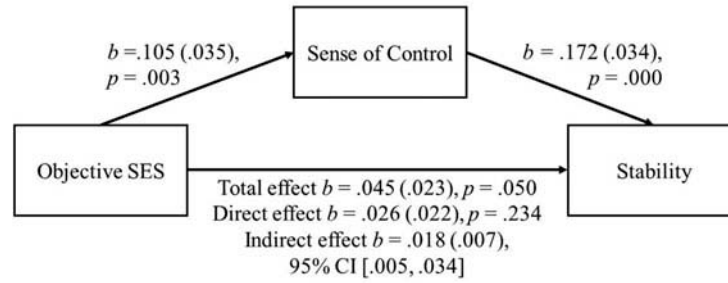 b =.105 (.035),
p = .003
Sense of Control
b = .172 (.034),
p = .000
Objective SES
Stability
Total effect b = .045 (.023), p = .050
Direct effect b = .026 (.022), p = .234
Indirect effect b = .018 (.007),
95% CI [.005, .034]